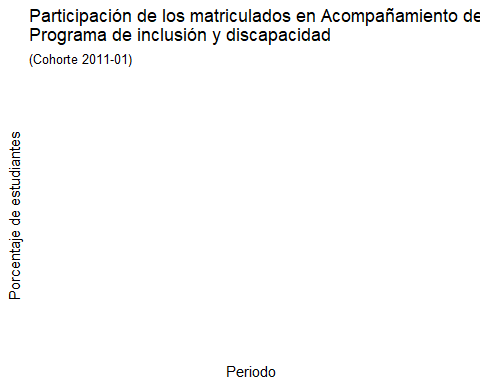 Participación de los matriculados en Acompañamiento de
Programa de inclusión y discapacidad
(Cohorte 2011-01)
Porcentaje de estudiantes
Periodo